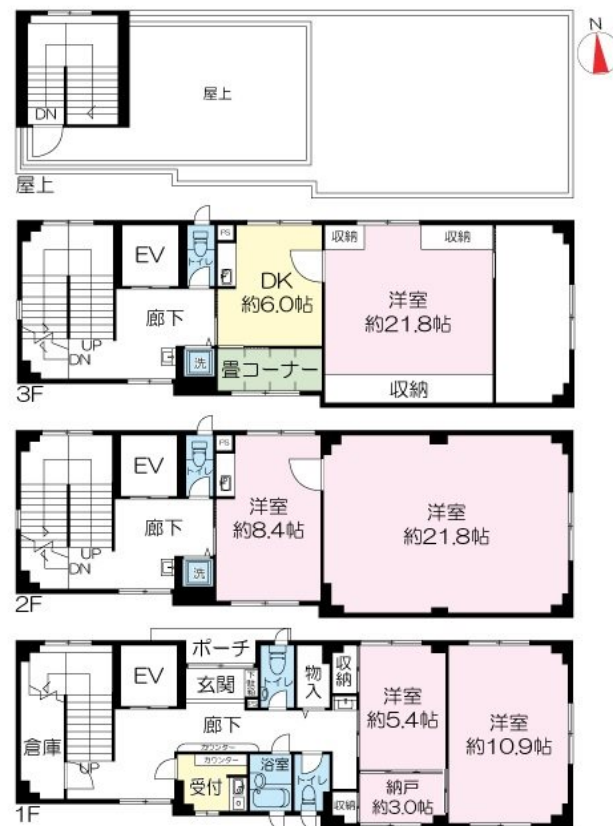 N
屋上
DN
屋上
EV
トイレ
PS
DK
約6.0帖
収納
収納
洋室
約21.8帖
廊下
UP
DN
洗
畳コーナー
収納
3F
EV
トイレ
PS
洋室
約8.4帖
洋室
約21.8帖
廊下
UP
DN
洗
2F
ポーチ
EV
玄関
下駄箱
トイレ
物入
収納
洋室
約5.4帖
洋室
約10.9帖
廊下
倉庫
UP
カウンター
カウンター
受付
浴室
トイレ
納戸
約3.0帖
収納
1F